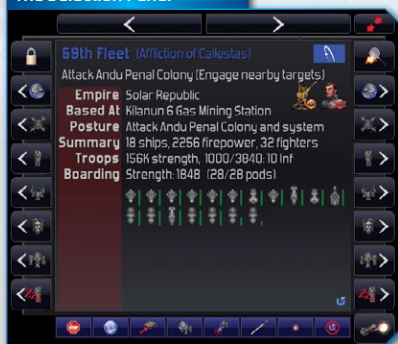 The Selection Panel
59th Fleet (Affliction of Callestas)
Attack Andu Penal Colony (Engage nearby targets)
Empire Solar Republic
Based At Kilanun 6 Gas Mining Station
Posture Attack Andu Penal Colony and system
Summary 18 ships, 2256 firepower, 32 fighters
Troops 156K strength, 1000/3840: 10 Inf
Boarding Strength: 1848 (28/28 pods)